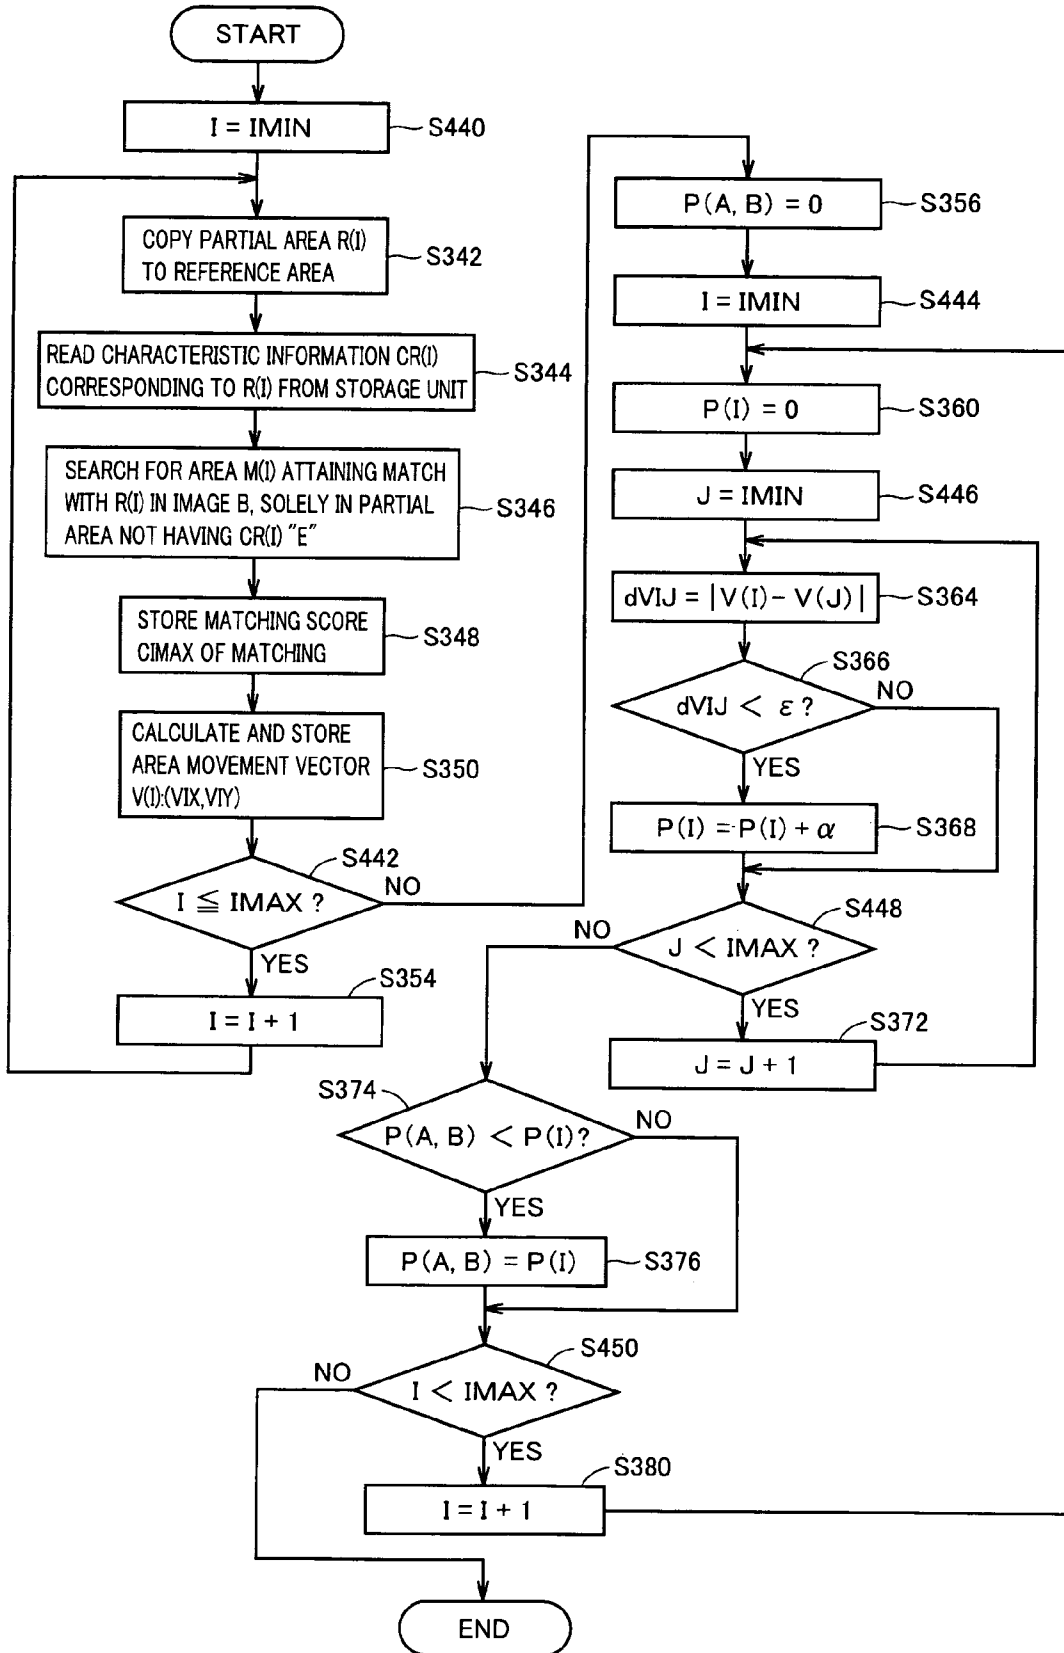 START
I = IMIN
S440
COPY PARTIAL AREA R(I)
TO REFERENCE AREA
S342
READ CHARACTERISTIC INFORMATION CR(I)
CORRESPONDING TO R(I) FROM STORAGE UNIT
S344
SEARCH FOR AREA M(I) ATTAINING MATCH
WITH R(I) IN IMAGE B, SOLELY IN PARTIAL
AREA NOT HAVING CR(I) "E"
S346
STORE MATCHING SCORE
CIMAX OF MATCHING
S348
CALCULATE AND STORE
AREA MOVEMENT VECTOR
V(I):(VIX,VIY)
S350
S442
I ≦ IMAX ?
NO
YES
S354
I = I + 1
P(A, B) = 0
S356
I = IMIN
S444
P(I) = 0
S360
J = IMIN
S446
dVIJ = |V(I) - V(J)|
S364
S366
dVIJ < ε ?
NO
YES
P(I) = P(I) + α
S368
S448
J < IMAX ?
NO
YES
S372
J = J + 1
S374
P(A, B) < P(I)?
NO
YES
P(A, B) = P(I)
S376
S450
I < IMAX ?
NO
YES
S380
I = I + 1
END